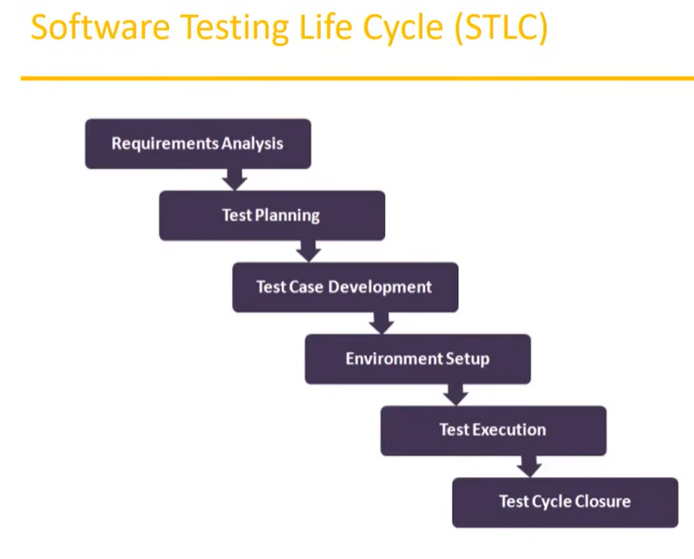 Software Testing Life Cycle (STLC)
Requirements Analysis
Test Planning
Test Case Development
Environment Setup
Test Execution
Test Cycle Closure